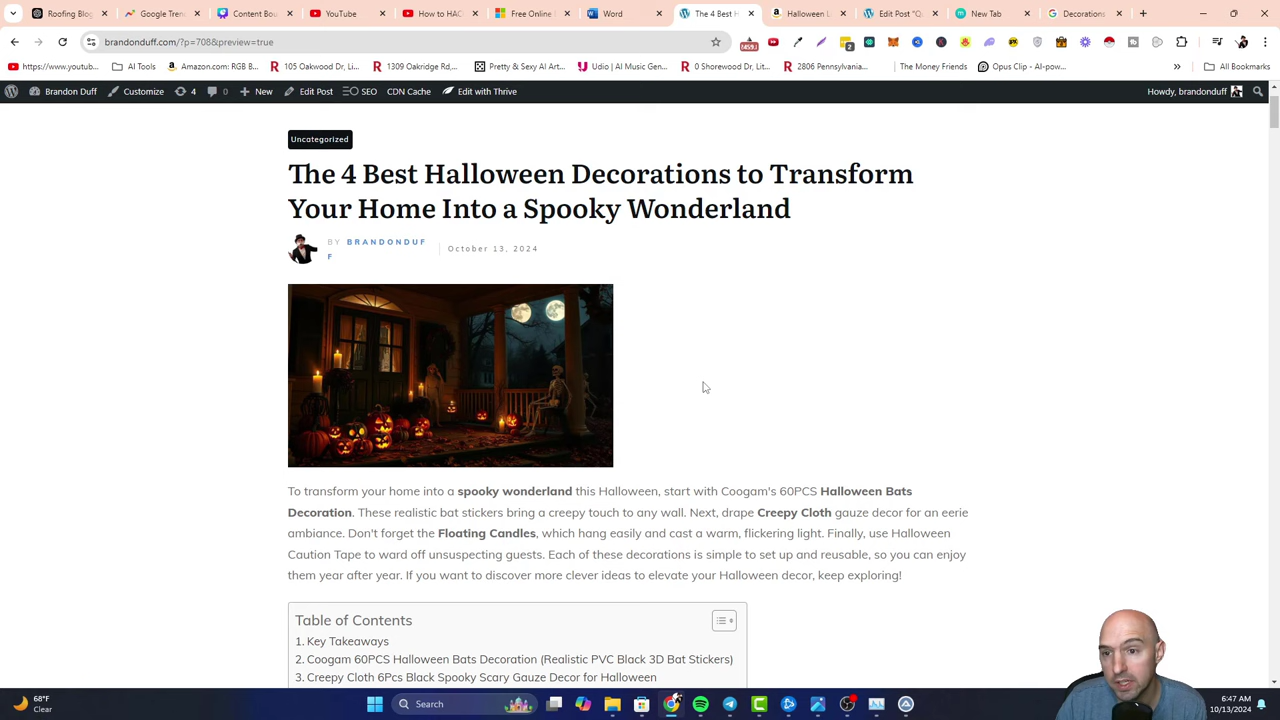 Roofing Blog
Google Tren
Content Bus
YouTube
How to HAC
Free Online
Word
The 4 Best H
Halloween L
Edit Post "Q
New Tab
Decorations
brandonduff.com/?p=708&preview=true
https://www.youtub...
AI Tools
Amazon.com: RGB B...
105 Oakwood Dr, Lit...
1309 Oakridge Rd,...
Pretty & Sexy AI Art...
Udio | AI Music Gen...
0 Shorewood Dr, Lit...
2806 Pennsylvania...
The Money Friends
Opus Clip - AI-pow...
All Bookmarks
Brandon Duff
Customize
4
0
New
Edit Post
SEO
CDN Cache
Edit with Thrive
Howdy, brandonduff
Uncategorized
The 4 Best Halloween Decorations to Transform
Your Home Into a Spooky Wonderland
BY BRANDONDUF
F
October 13, 2024
To transform your home into a spooky wonderland this Halloween, start with Coogam's 60PCS Halloween Bats
Decoration. These realistic bat stickers bring a creepy touch to any wall. Next, drape Creepy Cloth gauze decor for an eerie
ambiance. Don't forget the Floating Candles, which hang easily and cast a warm, flickering light. Finally, use Halloween
Caution Tape to ward off unsuspecting guests. Each of these decorations is simple to set up and reusable, so you can enjoy
them year after year. If you want to discover more clever ideas to elevate your Halloween decor, keep exploring!
Table of Contents
1. Key Takeaways
2. Coogam 60PCS Halloween Bats Decoration (Realistic PVC Black 3D Bat Stickers)
3. Creepy Cloth 6Pcs Black Spooky Scary Gauze Decor for Halloween
68°F
Clear
Search
6:47 AM
10/13/2024